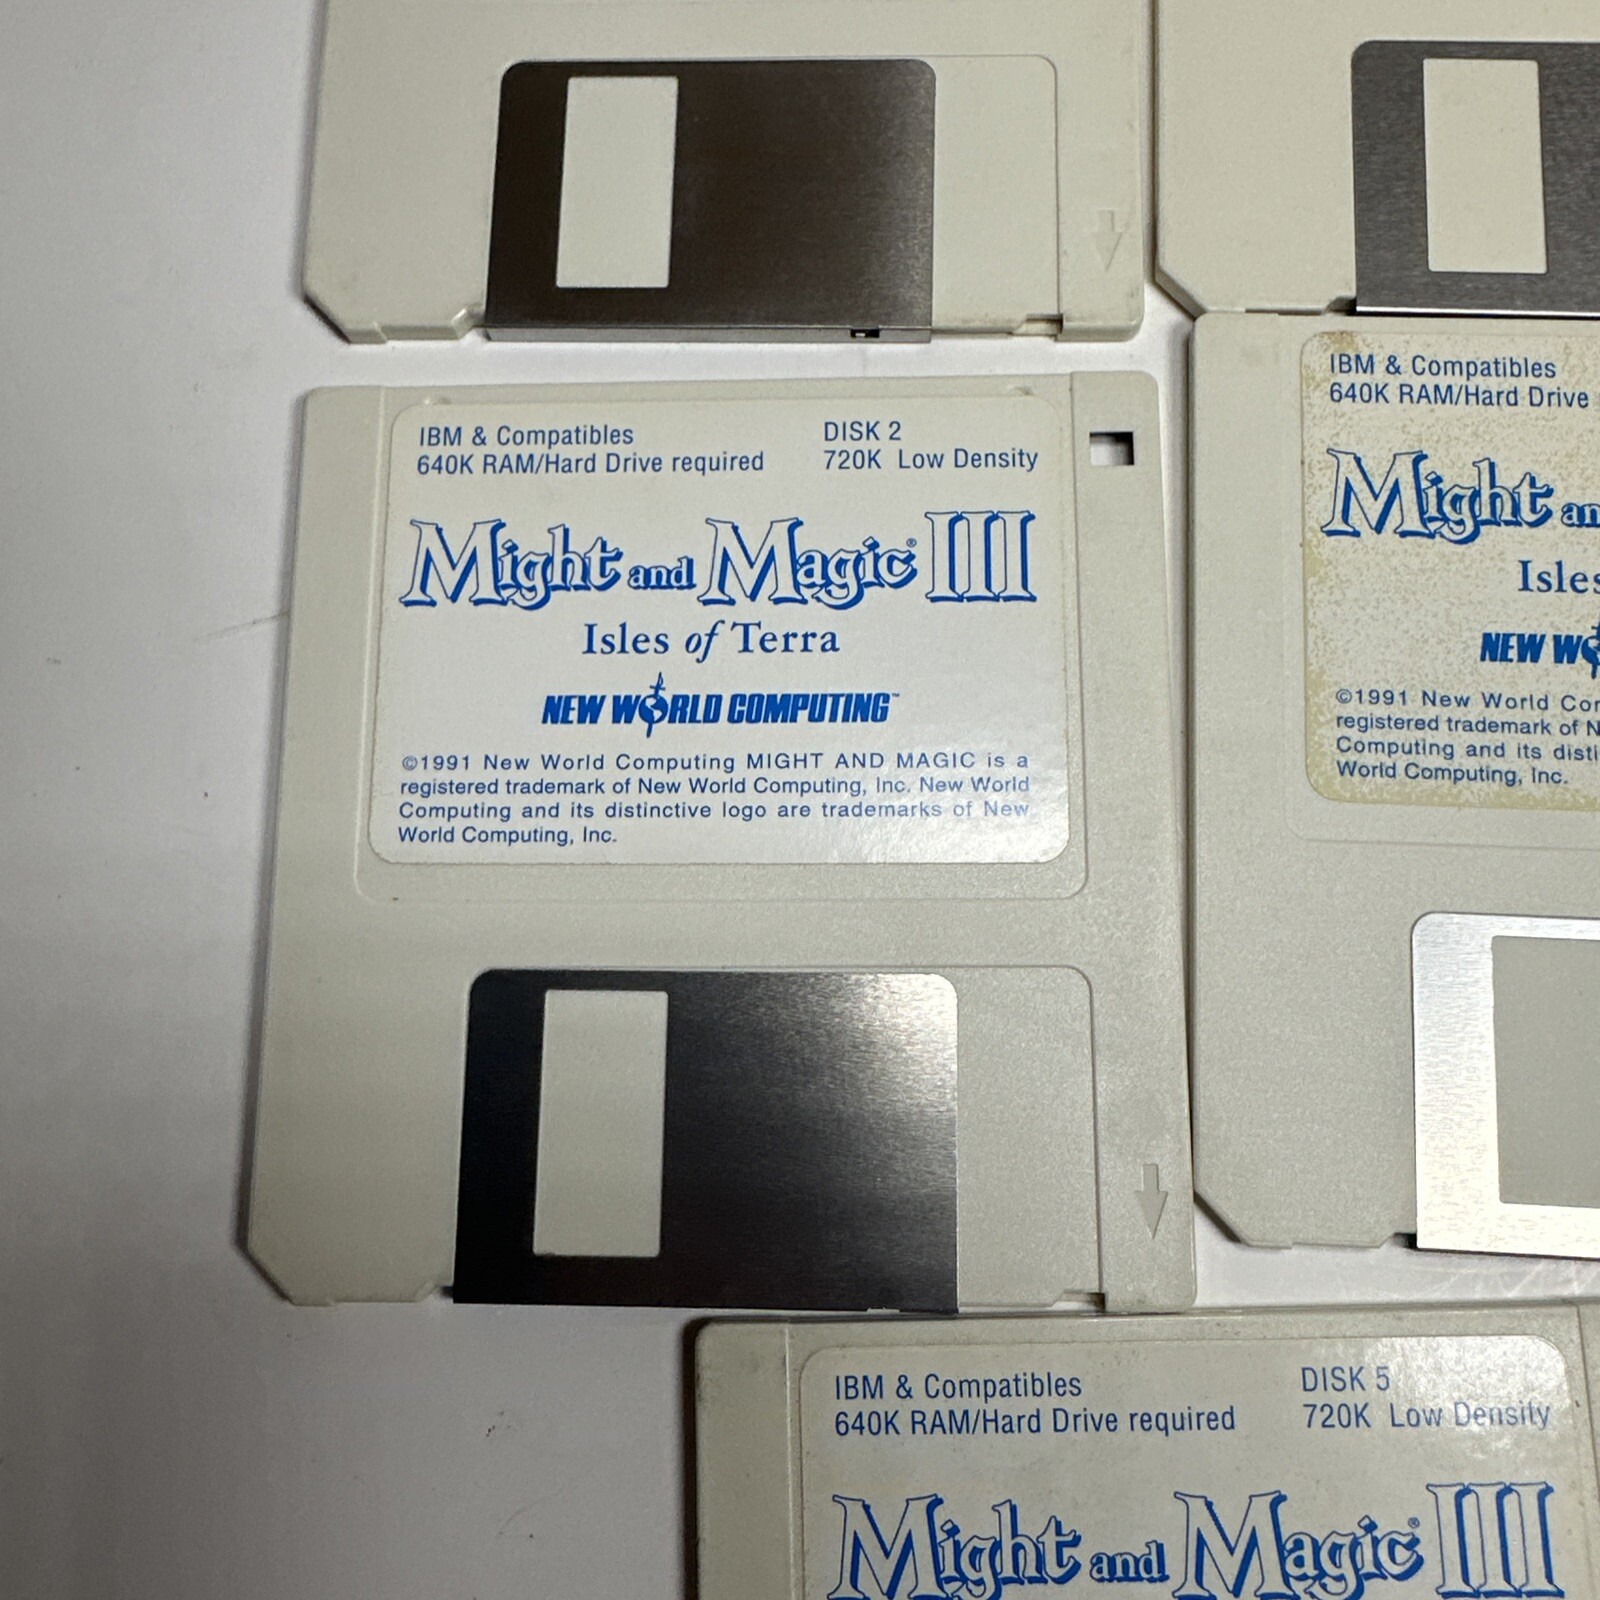 IBM & Compatibles
640K RAM/Hard Drive required
DISK 2
720K Low Density
Might and Magic® III
Isles of Terra
NEW WORLD COMPUTING™
©1991 New World Computing MIGHT AND MAGIC is a
registered trademark of New World Computing, Inc. New World
Computing and its distinctive logo are trademarks of New
World Computing, Inc.
IBM & Compatibles
640K RAM/Hard Drive
Might
Isles
NEW
©1991 New World
registered trademark of
Computing and its
World Computing, Inc.
IBM & Compatibles
640K RAM/Hard Drive required
DISK 5
720K Low Density
Might and Magic® III